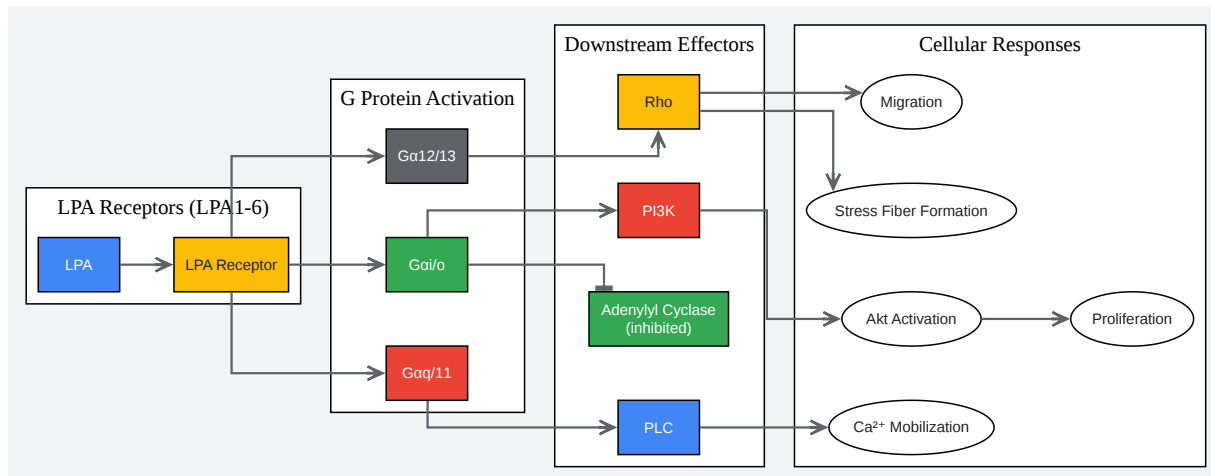 LPA Receptors (LPA1-6)
LPA
LPA Receptor
G Protein Activation
Gα12/13
Gαi/o
Gαq/11
Downstream Effectors
Rho
PI3K
Adenylyl Cyclase
(inhibited)
PLC
Cellular Responses
Migration
Stress Fiber Formation
Akt Activation
Proliferation
Ca²⁺ Mobilization